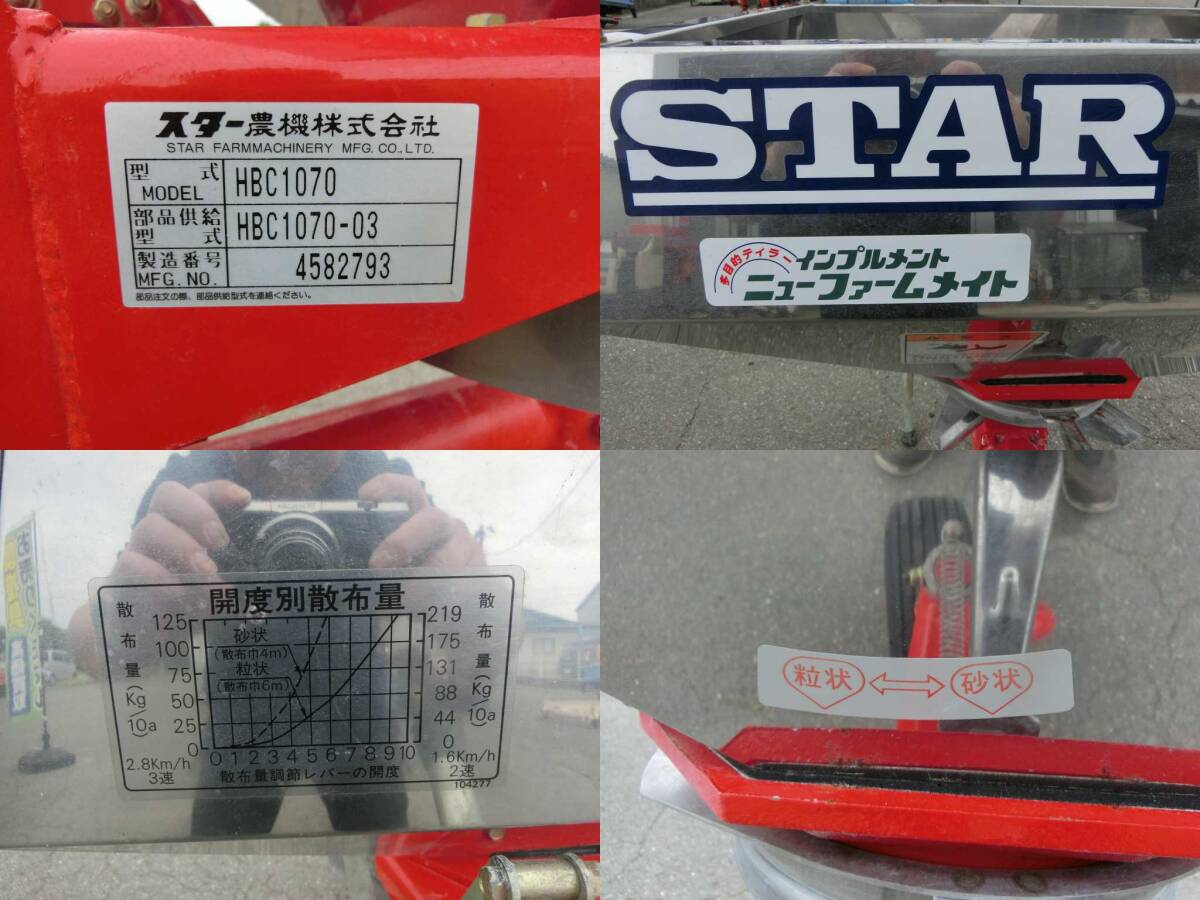 スター農機株式会社
STAR FARMMACHINERY MFG. CO., LTD.
型 式 MODEL HBC1070
部品供給 型 式 HBC1070-03
製造番号 MFG. NO. 4582793
部品注文の際、部品供給型式を連絡ください。
STAR
多目的ティラー
インプルメント
ニューファームメイト
開度別散布量
散布量(Kg/10a)
125
100
75
50
25
0
砂状
(散布巾4m)
粒状
(散布巾6m)
219
175
131
88
44
0
散布量(Kg/10a)
0 1 2 3 4 5 6 7 8 9 10
2.8Km/h
3速
散布量調節レバーの開度
1.6Km/h
2速
104277
粒状 ⇔ 砂状